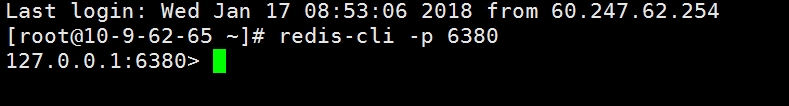 Last login: Wed Jan 17 08:53:06 2018 from 60.247.62.254
[root@10-9-62-65 ~]# redis-cli -p 6380
127.0.0.1:6380>